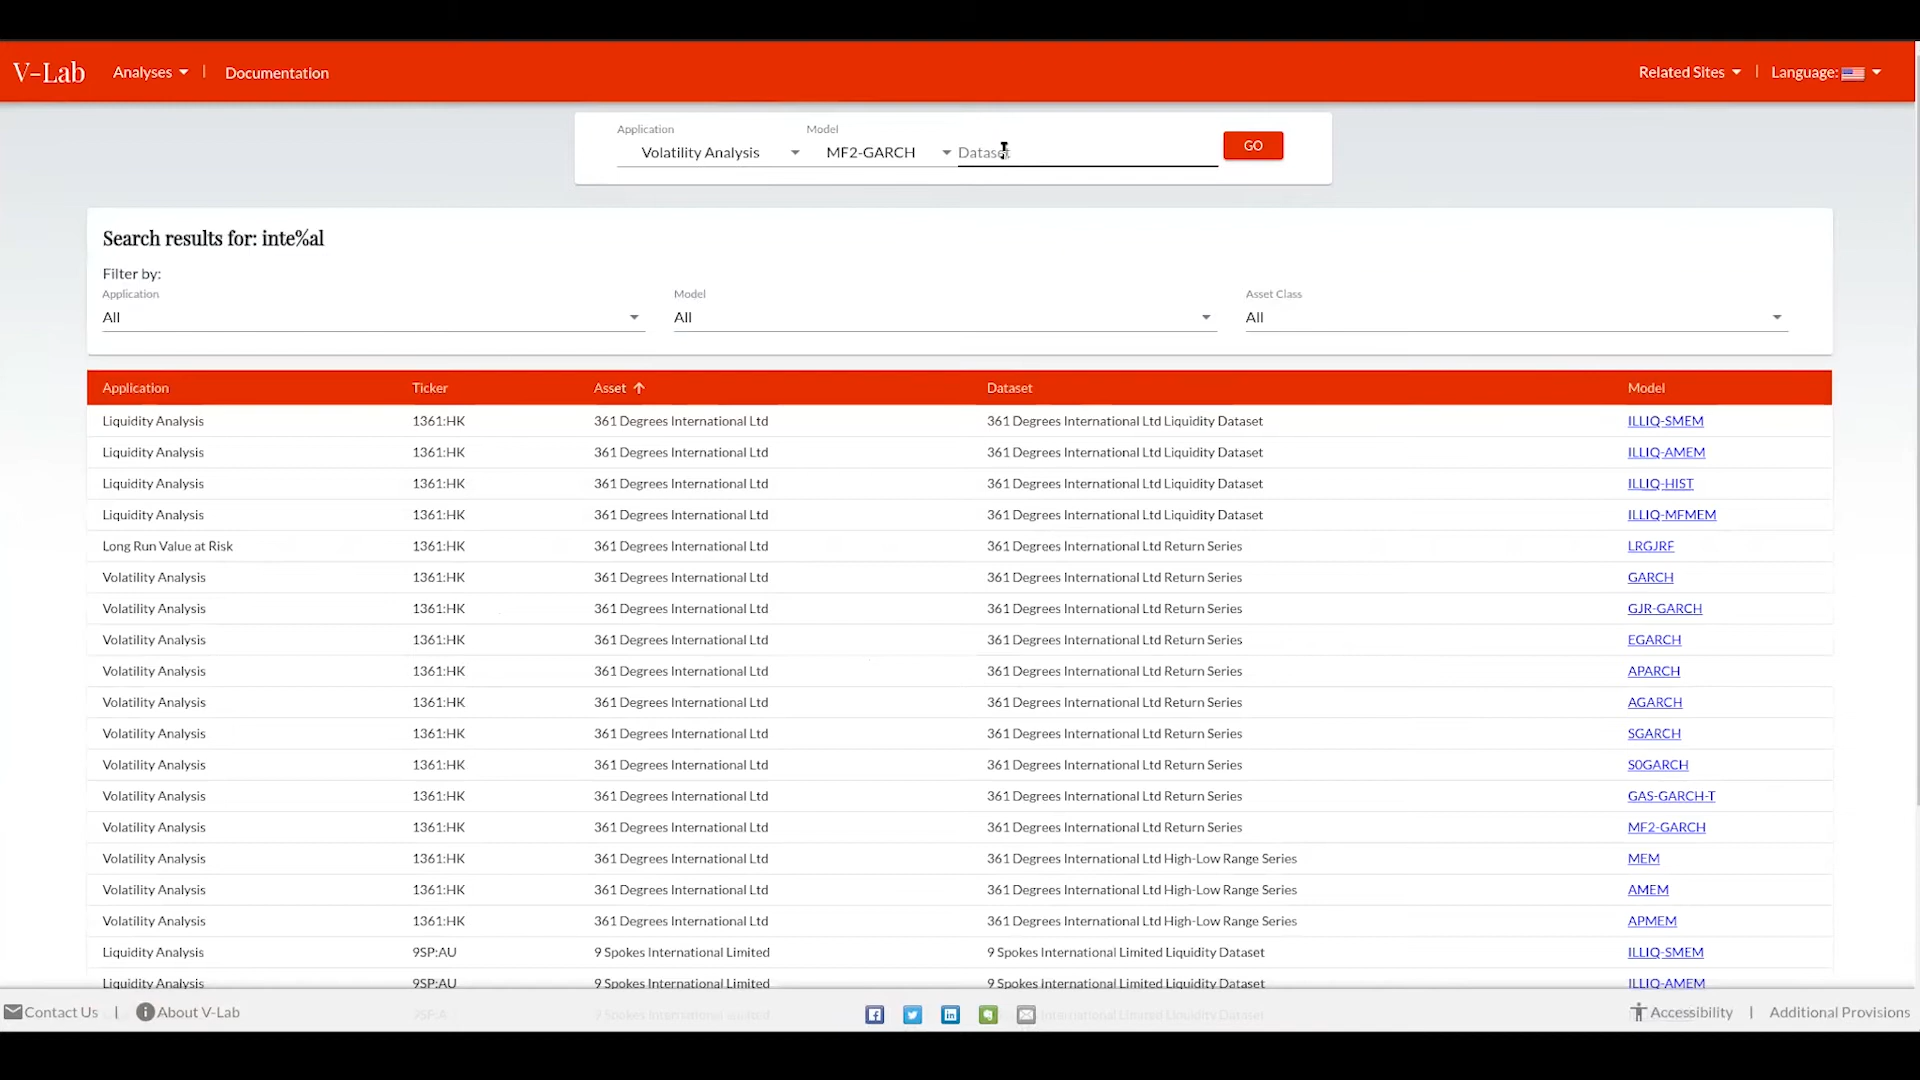 V-Lab Analyses | Documentation Related Sites | Language:
Application Model
Volatility Analysis MF2-GARCH Dataset GO
Search results for: inte%al
Filter by:
Application Model Asset Class
All All All
Application Ticker Asset Dataset Model
Liquidity Analysis 1361:HK 361 Degrees International Ltd 361 Degrees International Ltd Liquidity Dataset ILLIQ-SMEM
Liquidity Analysis 1361:HK 361 Degrees International Ltd 361 Degrees International Ltd Liquidity Dataset ILLIQ-AMEM
Liquidity Analysis 1361:HK 361 Degrees International Ltd 361 Degrees International Ltd Liquidity Dataset ILLIQ-HIST
Liquidity Analysis 1361:HK 361 Degrees International Ltd 361 Degrees International Ltd Liquidity Dataset ILLIQ-MFMEM
Long Run Value at Risk 1361:HK 361 Degrees International Ltd 361 Degrees International Ltd Return Series LRGJRF
Volatility Analysis 1361:HK 361 Degrees International Ltd 361 Degrees International Ltd Return Series GARCH
Volatility Analysis 1361:HK 361 Degrees International Ltd 361 Degrees International Ltd Return Series GJR-GARCH
Volatility Analysis 1361:HK 361 Degrees International Ltd 361 Degrees International Ltd Return Series EGARCH
Volatility Analysis 1361:HK 361 Degrees International Ltd 361 Degrees International Ltd Return Series APARCH
Volatility Analysis 1361:HK 361 Degrees International Ltd 361 Degrees International Ltd Return Series AGARCH
Volatility Analysis 1361:HK 361 Degrees International Ltd 361 Degrees International Ltd Return Series SGARCH
Volatility Analysis 1361:HK 361 Degrees International Ltd 361 Degrees International Ltd Return Series S0GARCH
Volatility Analysis 1361:HK 361 Degrees International Ltd 361 Degrees International Ltd Return Series GAS-GARCH-T
Volatility Analysis 1361:HK 361 Degrees International Ltd 361 Degrees International Ltd Return Series MF2-GARCH
Volatility Analysis 1361:HK 361 Degrees International Ltd 361 Degrees International Ltd High-Low Range Series MEM
Volatility Analysis 1361:HK 361 Degrees International Ltd 361 Degrees International Ltd High-Low Range Series AMEM
Volatility Analysis 1361:HK 361 Degrees International Ltd 361 Degrees International Ltd High-Low Range Series APMEM
Liquidity Analysis 9SP:AU 9 Spokes International Limited 9 Spokes International Limited Liquidity Dataset ILLIQ-SMEM
Liquidity Analysis 9SP:AU 9 Spokes International Limited 9 Spokes International Limited Liquidity Dataset ILLIQ-AMEM
Contact Us | About V-Lab Accessibility | Additional Provisions